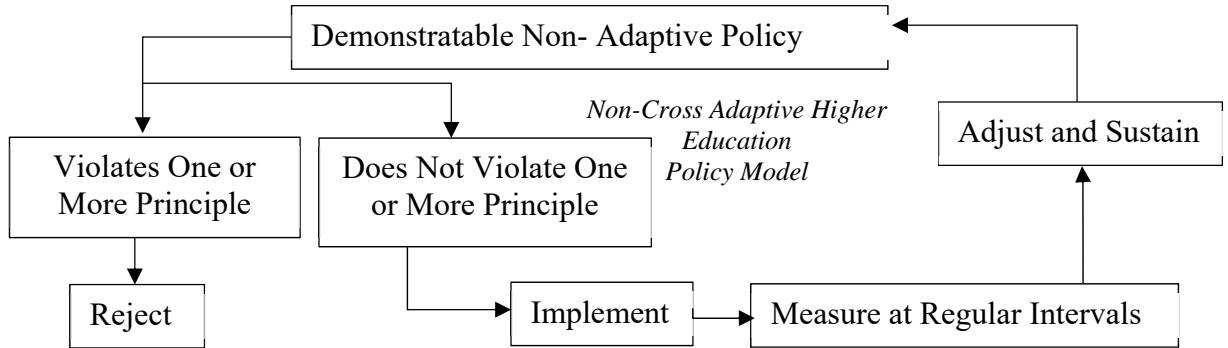 Demonstratable Non- Adaptive Policy
Non-Cross Adaptive Higher
Education
Policy Model
Adjust and Sustain
Violates One or
More Principle
Does Not Violate One
or More Principle
Reject
Implement
Measure at Regular Intervals